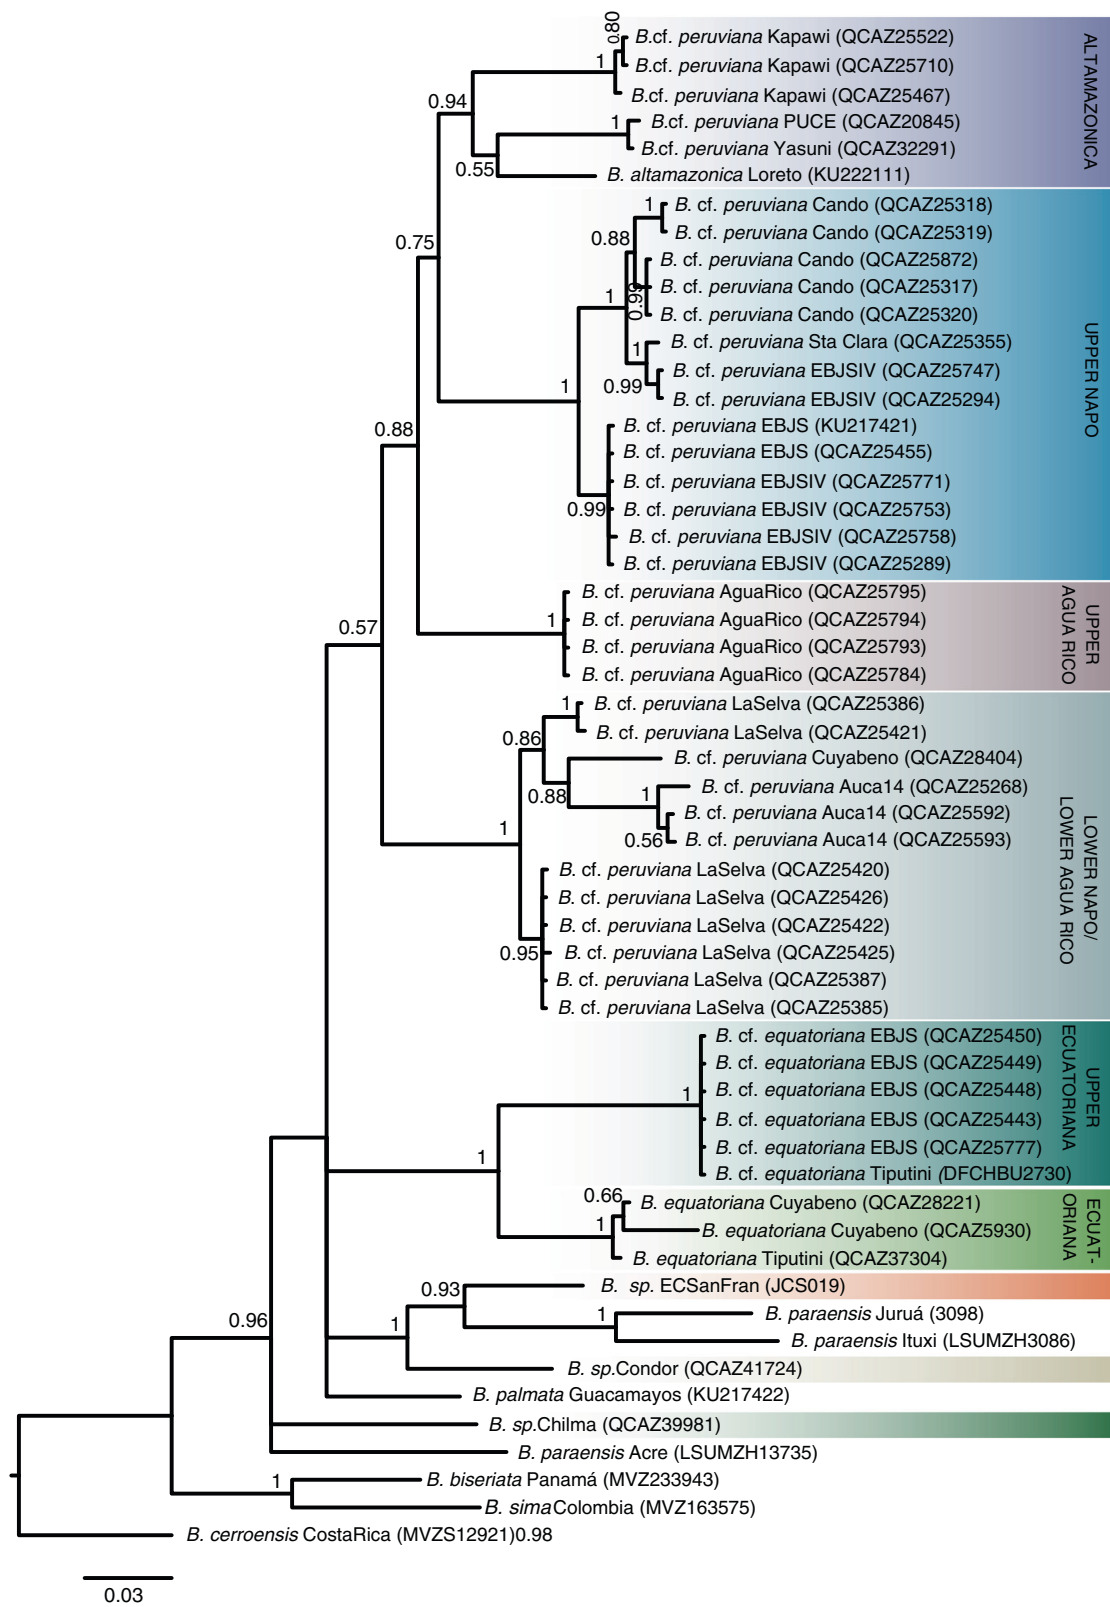 0.80
B.cf. peruviana Kapawi (QCAZ25522
1
B.cf. peruviana Kapawi (QCAZ25710
B.cf. peruviana Kapawi (QCAZ25467)
0.94
1
B.cf. peruviana PUCE (QCAZ20845)
B.cf. peruviana Yasuni (QCAZ32291)
0.55
B. altamazonica Loreto (KU222111)
ALTAMAZONICA
1
B. cf. peruviana Cando (QCAZ25318)
0.75
0.88
B. cf. peruviana Cando (QCAZ25319)
B. cf. peruviana Cando (QCAZ25872)
1
0.99
B. cf. peruviana Cando (QCAZ25317)
B. cf. peruviana Cando (QCAZ25320)
1
B. cf. peruviana Sta Clara (QCAZ25355)
B. cf. peruviana EBJSIV (QCAZ25747)
1
0.99
B. cf. peruviana EBJSIV (QCAZ25294)
0.88
B. cf. peruviana EBJS (KU217421)
B. cf. peruviana EBJS (QCAZ25455)
B. cf. peruviana EBJSIV (QCAZ25771)
0.99
B. cf. peruviana EBJSIV (QCAZ25753)
B. cf. peruviana EBJSIV (QCAZ25758)
B. cf. peruviana EBJSIV (QCAZ25289)
UPPER NAPO
B. cf. peruviana AguaRico (QCAZ25795)
0.57
1
B. cf. peruviana AguaRico (QCAZ25794)
B. cf. peruviana AguaRico (QCAZ25793)
B. cf. peruviana AguaRico (QCAZ25784)
UPPER
AGUA RICO
1
B. cf. peruviana LaSelva (QCAZ25386)
0.86
B. cf. peruviana LaSelva (QCAZ25421)
B. cf. peruviana Cuyabeno (QCAZ28404)
0.88
1
B. cf. peruviana Auca14 (QCAZ25268)
B. cf. peruviana Auca14 (QCAZ25592)
1
0.56
B. cf. peruviana Auca14 (QCAZ25593)
B. cf. peruviana LaSelva (QCAZ25420)
B. cf. peruviana LaSelva (QCAZ25426)
B. cf. peruviana LaSelva (QCAZ25422)
0.95
B. cf. peruviana LaSelva (QCAZ25425)
B. cf. peruviana LaSelva (QCAZ25387)
B. cf. peruviana LaSelva (QCAZ25385)
LOWER NAPO/
LOWER AGUA RICO
B. cf. equatoriana EBJS (QCAZ25450)
B. cf. equatoriana EBJS (QCAZ25449)
1
B. cf. equatoriana EBJS (QCAZ25448)
B. cf. equatoriana EBJS (QCAZ25443)
1
B. cf. equatoriana EBJS (QCAZ25777)
B. cf. equatoriana Tiputini (DFCHBU2730)
UPPER
ECUATORIANA
0.66
B. equatoriana Cuyabeno (QCAZ28221)
1
B. equatoriana Cuyabeno (QCAZ5930)
B. equatoriana Tiputini (QCAZ37304)
ECUAT-
ORIANA
0.93
B. sp. ECSanFran (JCS019)
0.96
1
1
B. paraensis Juruá (3098)
B. paraensis Ituxi (LSUMZH3086)
B. sp.Condor (QCAZ41724)
B. palmata Guacamayos (KU217422)
B. sp.Chilma (QCAZ39981)
B. paraensis Acre (LSUMZH13735)
1
B. biseriata Panamá (MVZ233943)
B. sima Colombia (MVZ163575)
B. cerroensis CostaRica (MVZS12921)0.98
0.03